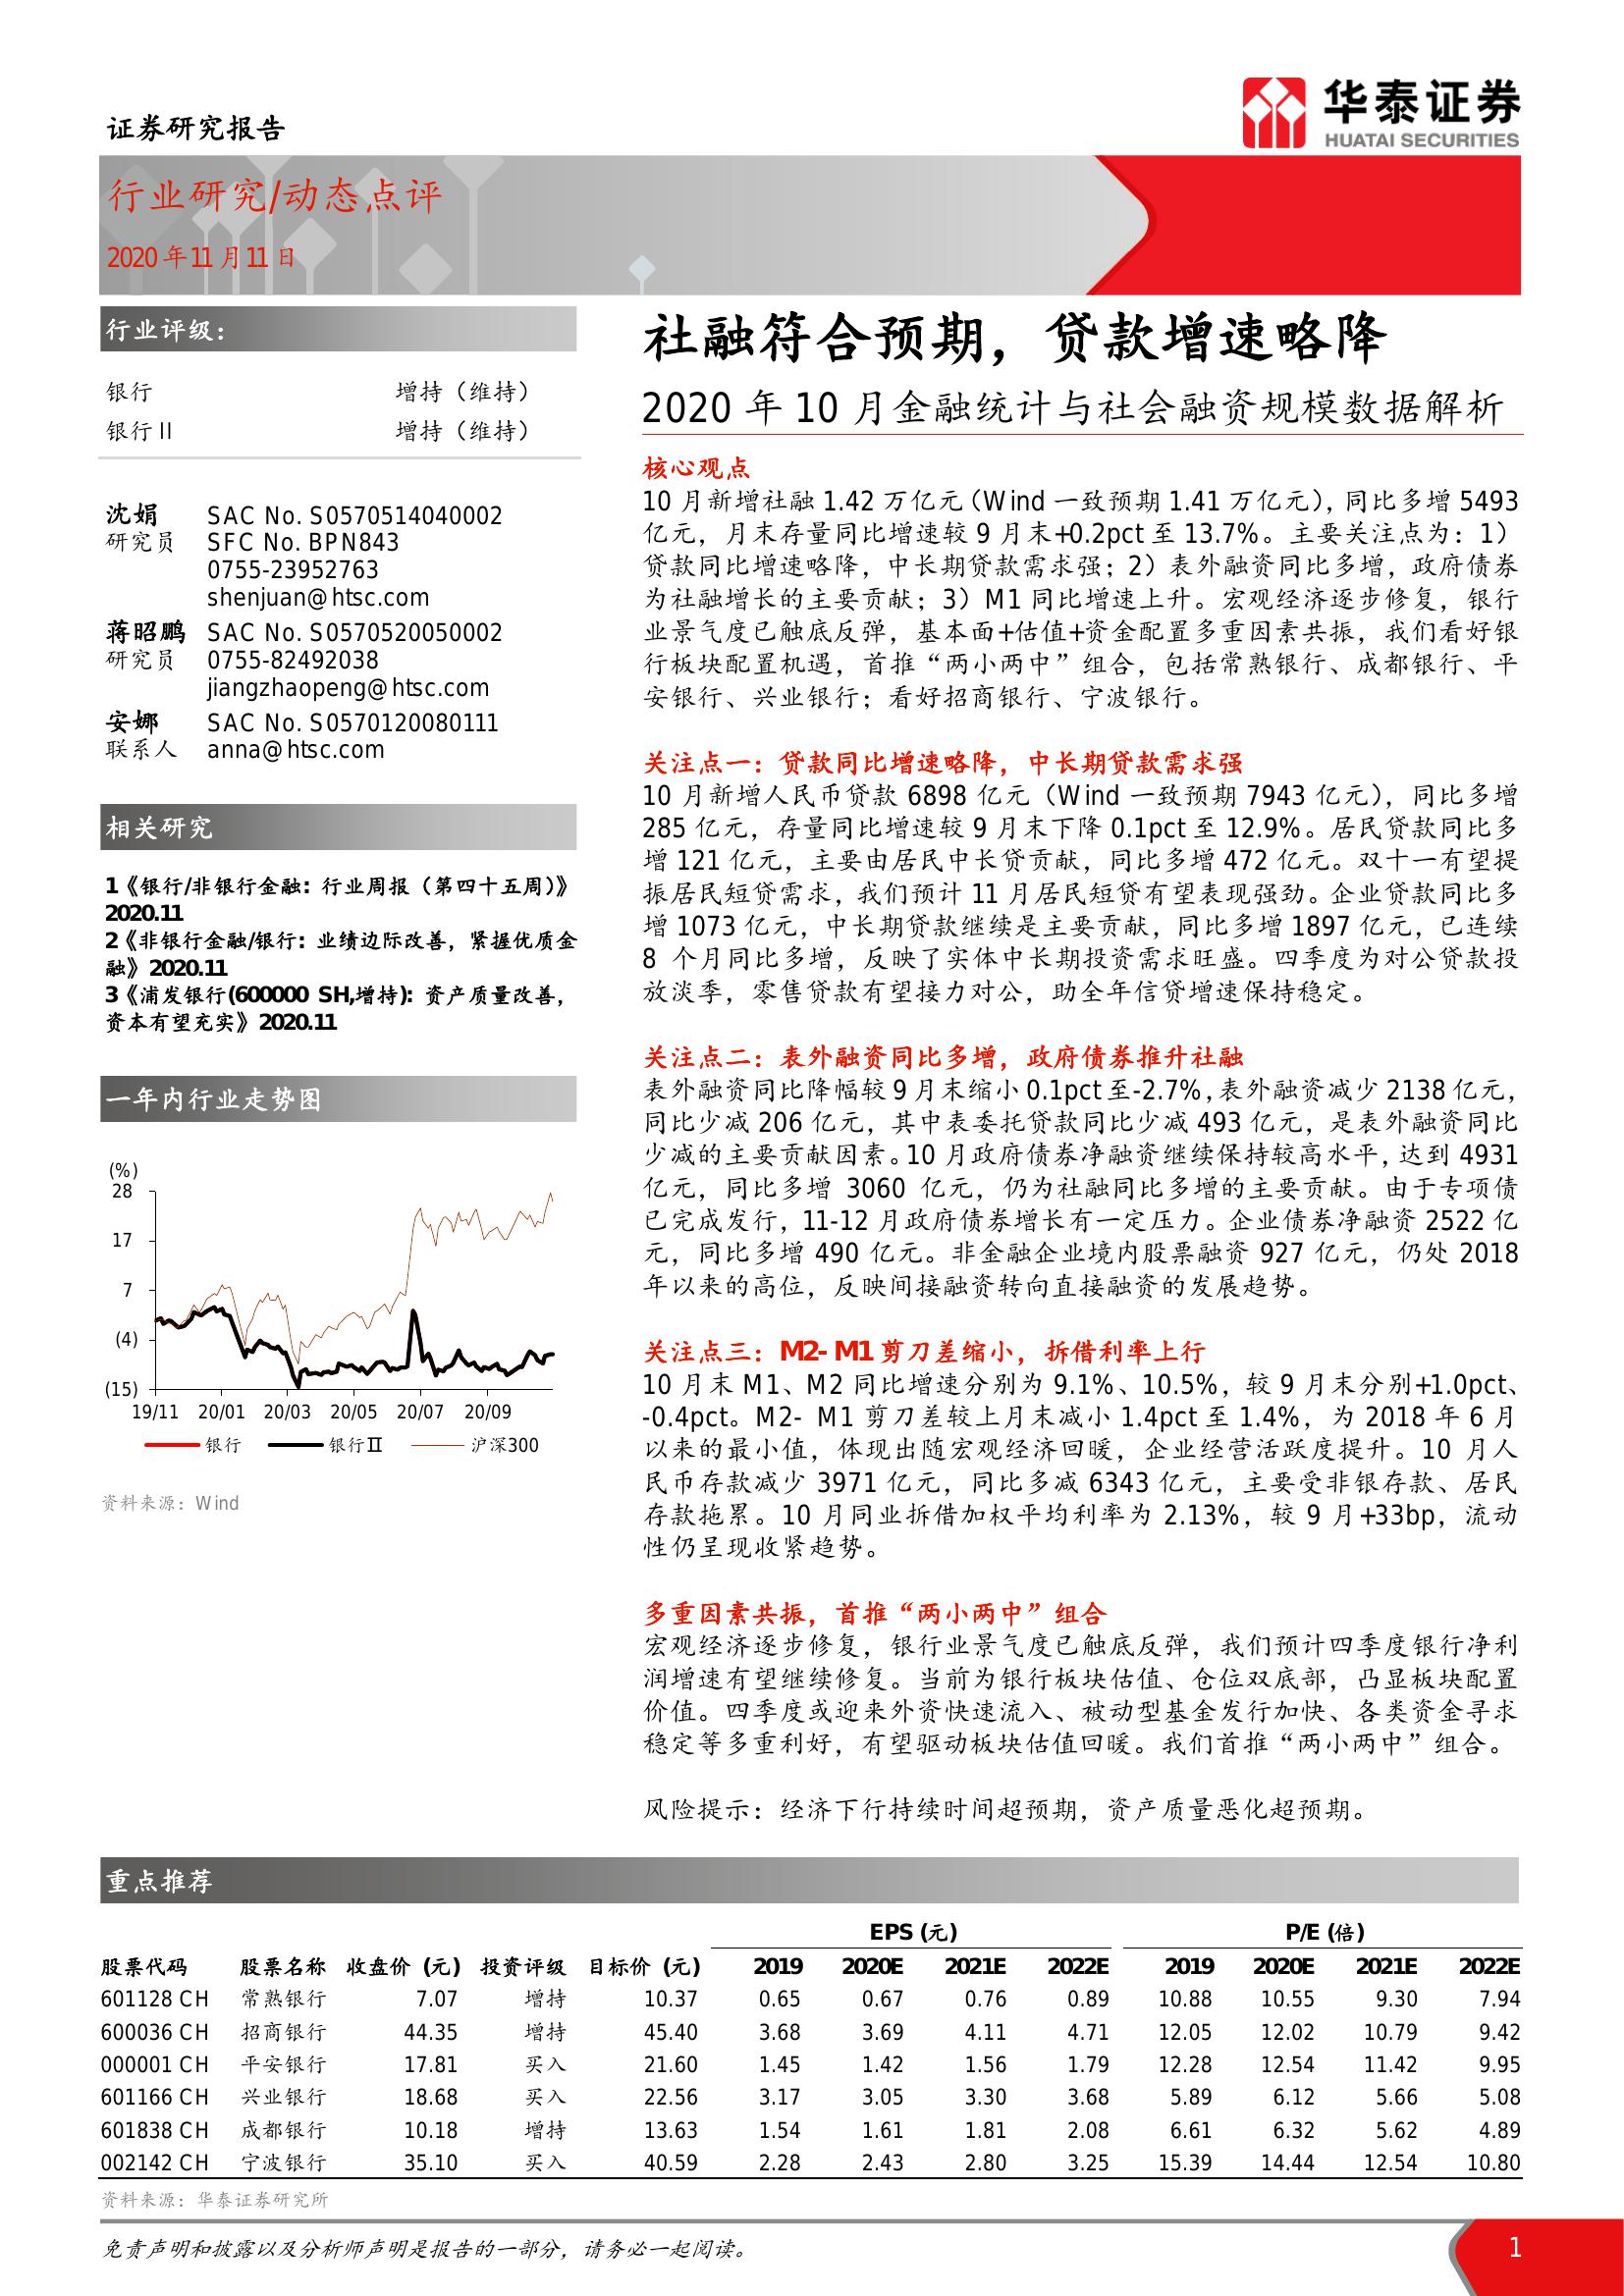 证券研究报告
华泰证券
HUATAI SECURITIES
行业研究/动态点评
2020年11月11日
行业评级：
银行 增持（维持）
银行II 增持（维持）
沈娟 SAC No. S0570514040002
研究员 SFC No. BPN843
0755-23952763
shenjuan@htsc.com
蒋昭鹏 SAC No. S0570520050002
研究员 0755-82492038
jiangzhaopeng@htsc.com
安娜 SAC No. S0570120080111
联系人 anna@htsc.com
相关研究
1《银行/非银行金融：行业周报（第四十五周）》
2020.11
2《非银行金融/银行：业绩边际改善，紧握优质金
融》2020.11
3《浦发银行(600000 SH,增持)：资产质量改善，
资本有望充实》2020.11
一年内行业走势图
(%)
28
17
7
(4)
(15)
19/11 20/01 20/03 20/05 20/07 20/09
银行 银行Ⅱ 沪深300
资料来源：Wind
社融符合预期，贷款增速略降
2020年10月金融统计与社会融资规模数据解析
核心观点
10月新增社融1.42万亿元（Wind一致预期1.41万亿元），同比多增5493
亿元，月末存量同比增速较9月末+0.2pct至13.7%。主要关注点为：1）
贷款同比增速略降，中长期贷款需求强；2）表外融资同比多增，政府债券
为社融增长的主要贡献；3）M1同比增速上升。宏观经济逐步修复，银行
业景气度已触底反弹，基本面+估值+资金配置多重因素共振，我们看好银
行板块配置机遇，首推“两小两中”组合，包括常熟银行、成都银行、平
安银行、兴业银行；看好招商银行、宁波银行。
关注点一：贷款同比增速略降，中长期贷款需求强
10月新增人民币贷款6898亿元（Wind一致预期7943亿元），同比多增
285亿元，存量同比增速较9月末下降0.1pct至12.9%。居民贷款同比多
增121亿元，主要由居民中长贷贡献，同比多增472亿元。双十一有望提
振居民短贷需求，我们预计11月居民短贷有望表现强劲。企业贷款同比多
增1073亿元，中长期贷款继续是主要贡献，同比多增1897亿元，已连续
8个月同比多增，反映了实体中长期投资需求旺盛。四季度为对公贷款投
放淡季，零售贷款有望接力对公，助全年信贷增速保持稳定。
关注点二：表外融资同比多增，政府债券推升社融
表外融资同比降幅较9月末缩小0.1pct至-2.7%，表外融资减少2138亿元，
同比少减206亿元，其中表委托贷款同比少减493亿元，是表外融资同比
少减的主要贡献因素。10月政府债券净融资继续保持较高水平，达到4931
亿元，同比多增3060亿元，仍为社融同比多增的主要贡献。由于专项债
已完成发行，11-12月政府债券增长有一定压力。企业债券净融资2522亿
元，同比多增490亿元。非金融企业境内股票融资927亿元，仍处2018
年以来的高位，反映间接融资转向直接融资的发展趋势。
关注点三：M2-M1剪刀差缩小，拆借利率上行
10月末M1、M2同比增速分别为9.1%、10.5%，较9月末分别+1.0pct、
-0.4pct。M2- M1剪刀差较上月末减小1.4pct至1.4%，为2018年6月
以来的最小值，体现出随宏观经济回暖，企业经营活跃度提升。10月人
民币存款减少3971亿元，同比多减6343亿元，主要受非银存款、居民
存款拖累。10月同业拆借加权平均利率为2.13%，较9月+33bp，流动
性仍呈现收紧趋势。
多重因素共振，首推“两小两中”组合
宏观经济逐步修复，银行业景气度已触底反弹，我们预计四季度银行净利
润增速有望继续修复。当前为银行板块估值、仓位双底部，凸显板块配置
价值。四季度或迎来外资快速流入、被动型基金发行加快、各类资金寻求
稳定等多重利好，有望驱动板块估值回暖。我们首推“两小两中”组合。
风险提示：经济下行持续时间超预期，资产质量恶化超预期。
重点推荐
EPS (元) P/E (倍)
股票代码 股票名称 收盘价 (元) 投资评级 目标价 (元) 2019 2020E 2021E 2022E 2019 2020E 2021E 2022E
601128 CH 常熟银行 7.07 增持 10.37 0.65 0.67 0.76 0.89 10.88 10.55 9.30 7.94
600036 CH 招商银行 44.35 增持 45.40 3.68 3.69 4.11 4.71 12.05 12.02 10.79 9.42
000001 CH 平安银行 17.81 买入 21.60 1.45 1.42 1.56 1.79 12.28 12.54 11.42 9.95
601166 CH 兴业银行 18.68 买入 22.56 3.17 3.05 3.30 3.68 5.89 6.12 5.66 5.08
601838 CH 成都银行 10.18 增持 13.63 1.54 1.61 1.81 2.08 6.61 6.32 5.62 4.89
002142 CH 宁波银行 35.10 买入 40.59 2.28 2.43 2.80 3.25 15.39 14.44 12.54 10.80
资料来源：华泰证券研究所
免责声明和披露以及分析师声明是报告的一部分，请务必一起阅读。 1